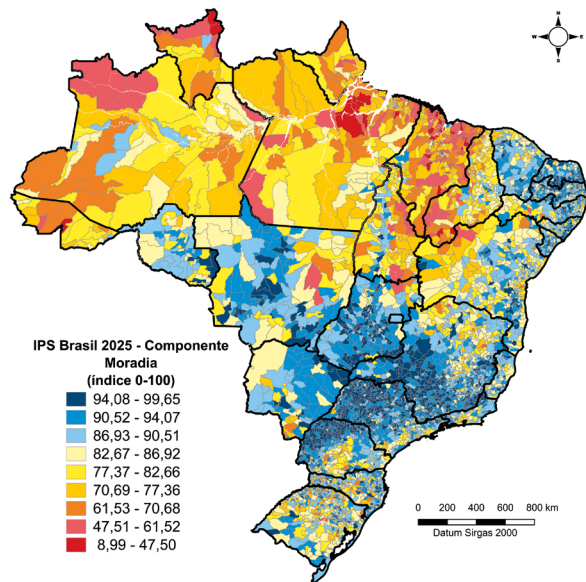 N
W E
S
IPS Brasil 2025 - Componente
Moradia
(índice 0-100)
94,08 - 99,65
90,52 - 94,07
86,93 - 90,51
82,67 - 86,92
77,37 - 82,66
70,69 - 77,36
61,53 - 70,68
47,51 - 61,52
8,99 - 47,50
0 200 400 600 800 km
Datum Sirgas 2000